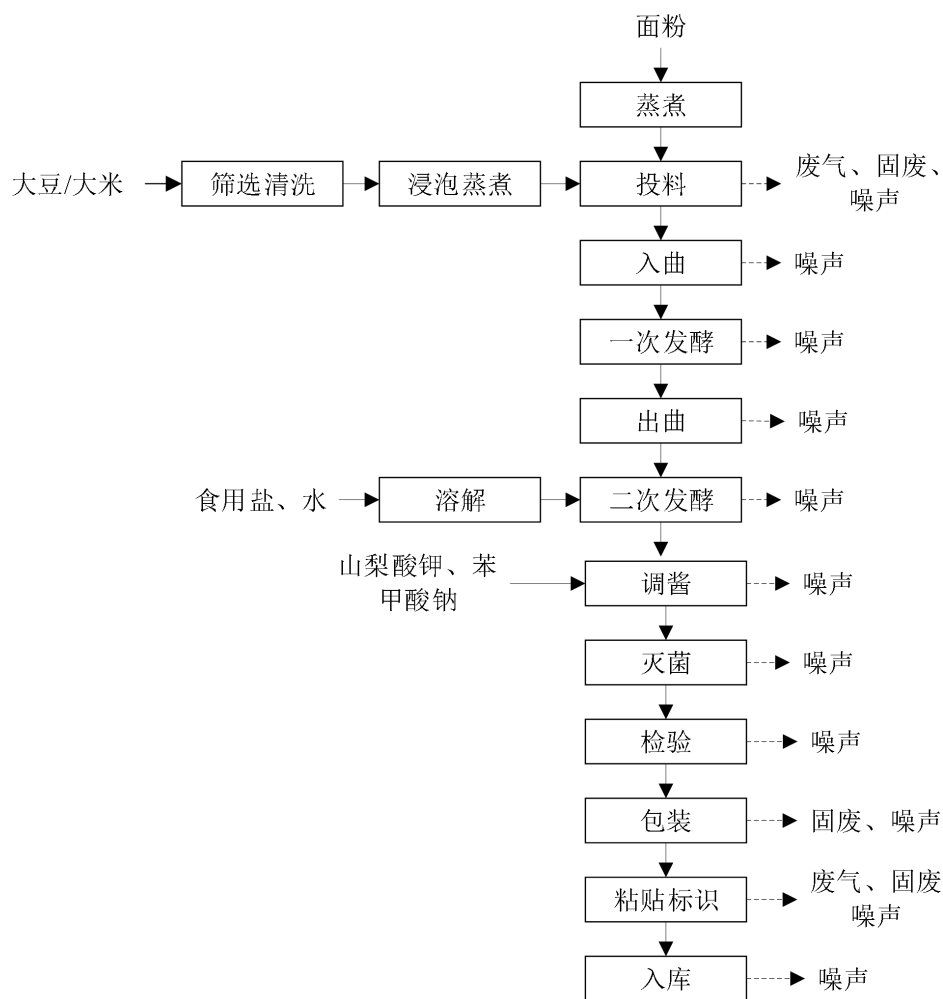 面粉
蒸煮
大豆/大米
筛选清洗
浸泡蒸煮
投料
废气、固废、
噪声
入曲
噪声
一次发酵
噪声
出曲
噪声
食用盐、水
溶解
二次发酵
噪声
山梨酸钾、苯
甲酸钠
调酱
噪声
灭菌
噪声
检验
噪声
包装
固废、噪声
粘贴标识
废气、固废
噪声
入库
噪声